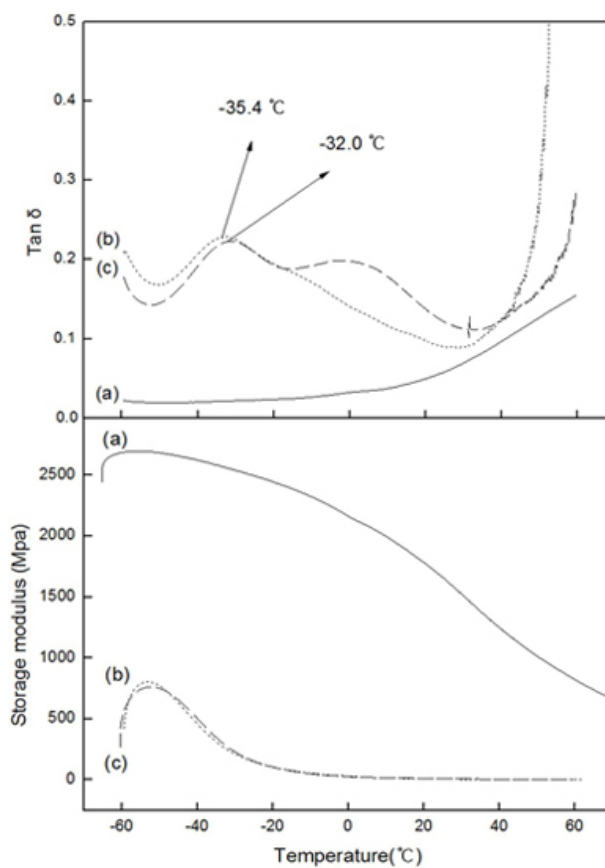 0.5
0.4
0.3
0.2
0.1
0.0
Tan δ
-35.4 ℃
-32.0 ℃
(b)
(c)
(a)
(a)
2500
2000
1500
1000
500
0
Storage modulus (Mpa)
(b)
(c)
-60 -40 -20 0 20 40 60
Temperature(℃)